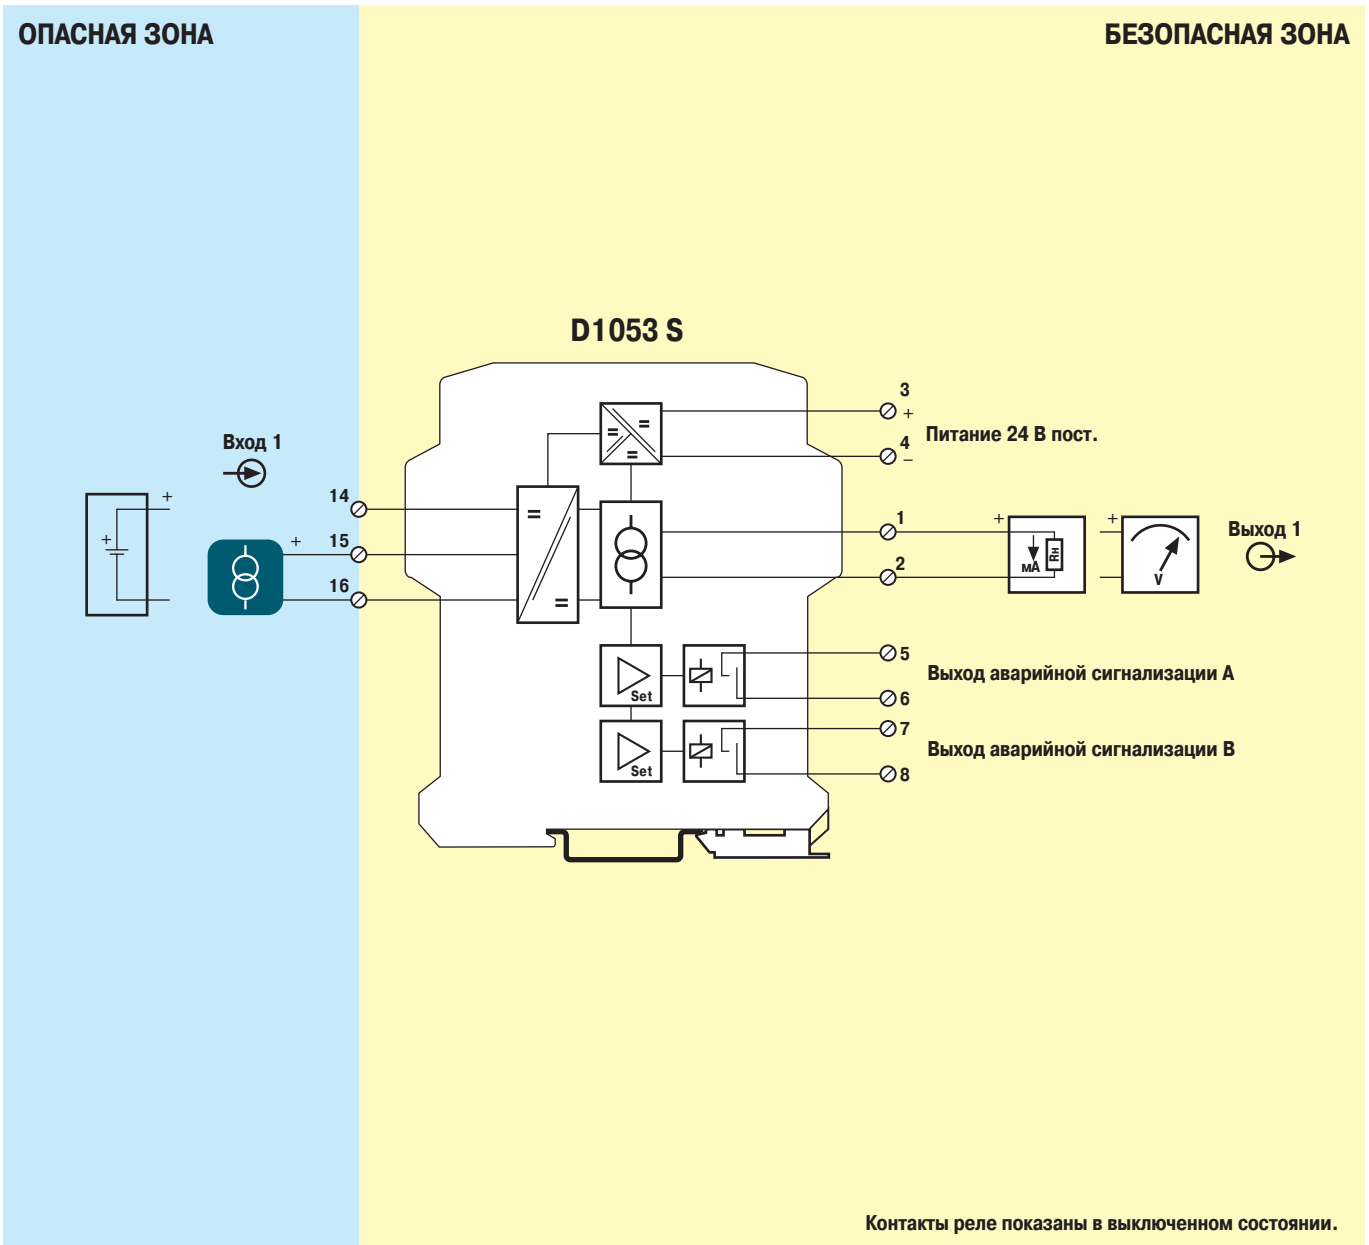 ОПАСНАЯ ЗОНА
БЕЗОПАСНАЯ ЗОНА
D1053 S
Вход 1
+
+
+
14
15
16
3
+
4
–
Питание 24 В пост.
1
2
+
мА
Rн
+
V
Выход 1
Set
5
6
Выход аварийной сигнализации A
Set
7
8
Выход аварийной сигнализации B
Контакты реле показаны в выключенном состоянии.